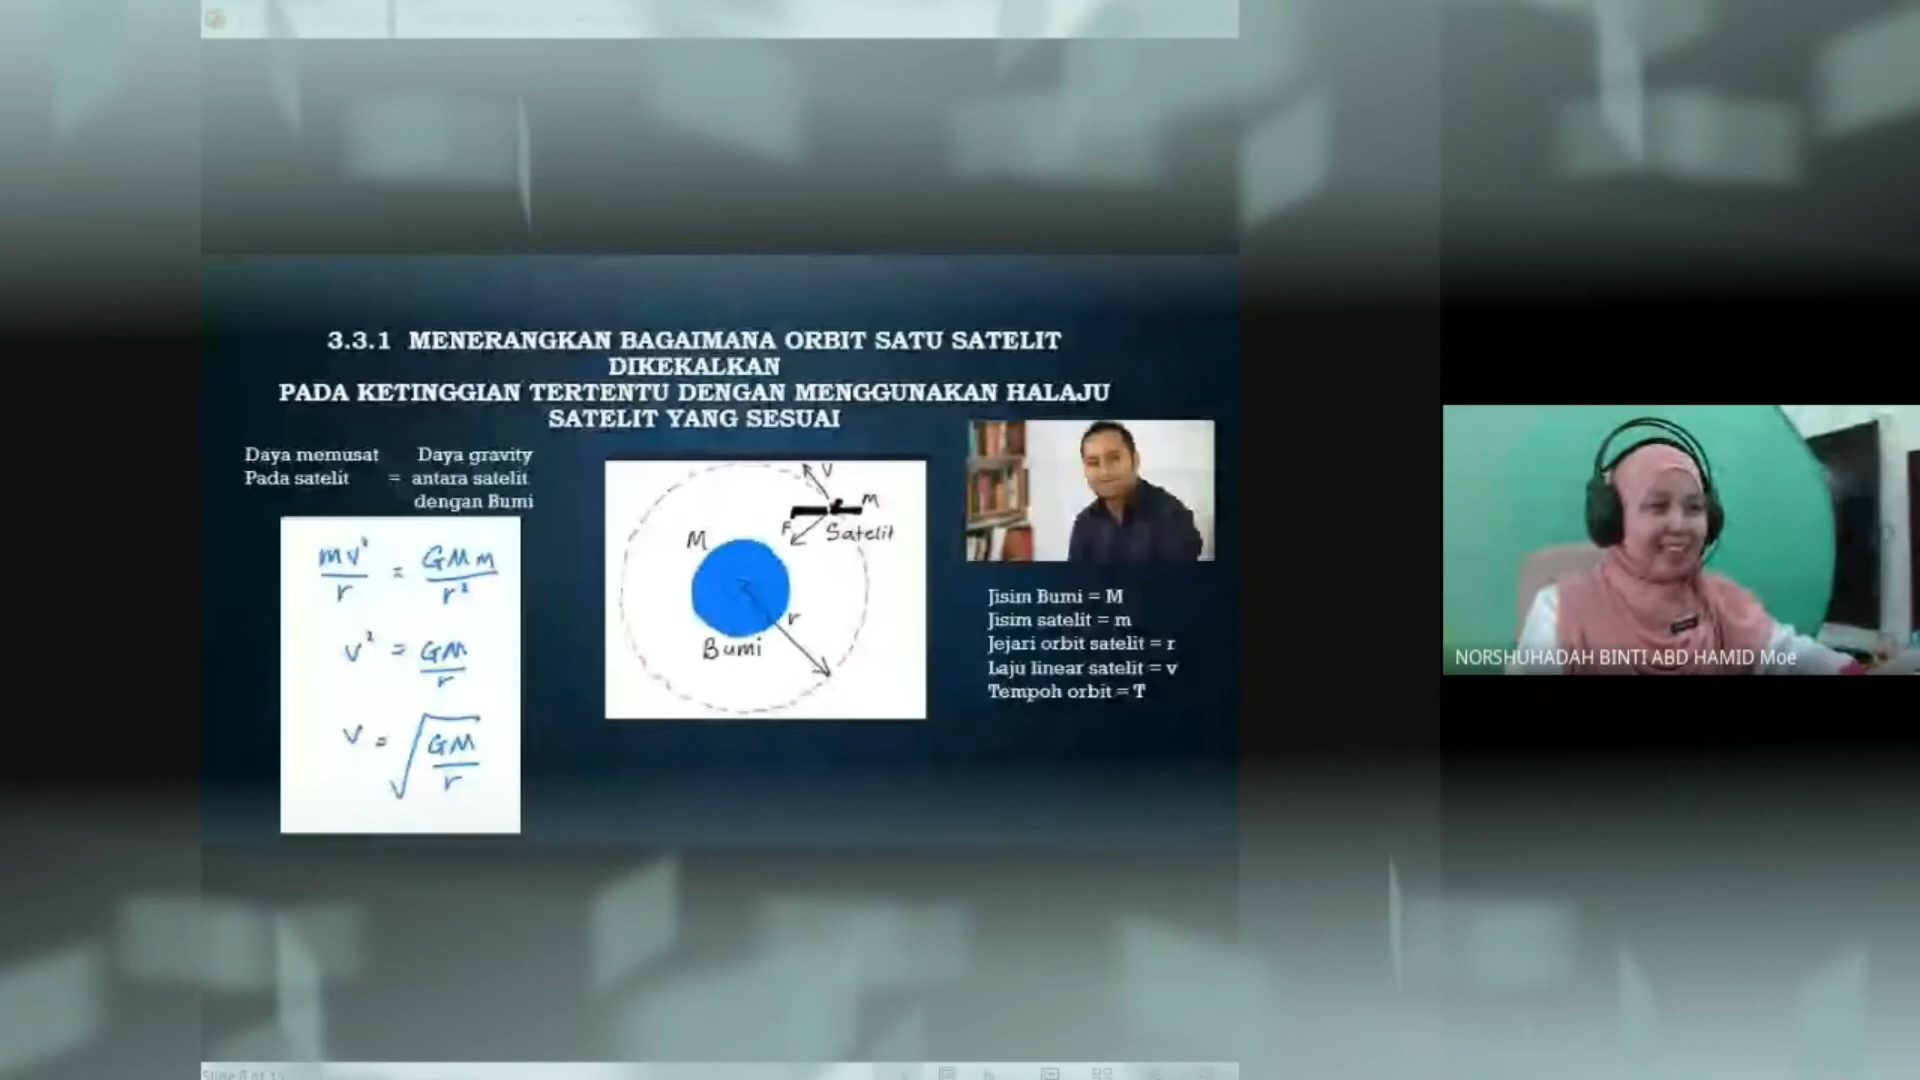 3.3.1 MENERANGKAN BAGAIMANA ORBIT SATU SATELIT
DIKEKALKAN
PADA KETINGGIAN TERTENTU DENGAN MENGGUNAKAN HALAJU
SATELIT YANG SESUAI
Daya memusat Daya gravity
Pada satelit = antara satelit
dengan Bumi
mv²/r = GMm/r²
v² = GM/r
v = √(GM/r)
v
m
F
Satelit
M
r
Bumi
Jisim Bumi = M
Jisim satelit = m
Jejari orbit satelit = r
Laju linear satelit = v
Tempoh orbit = T
NORSHUHADAH BINTI ABD HAMID Moe